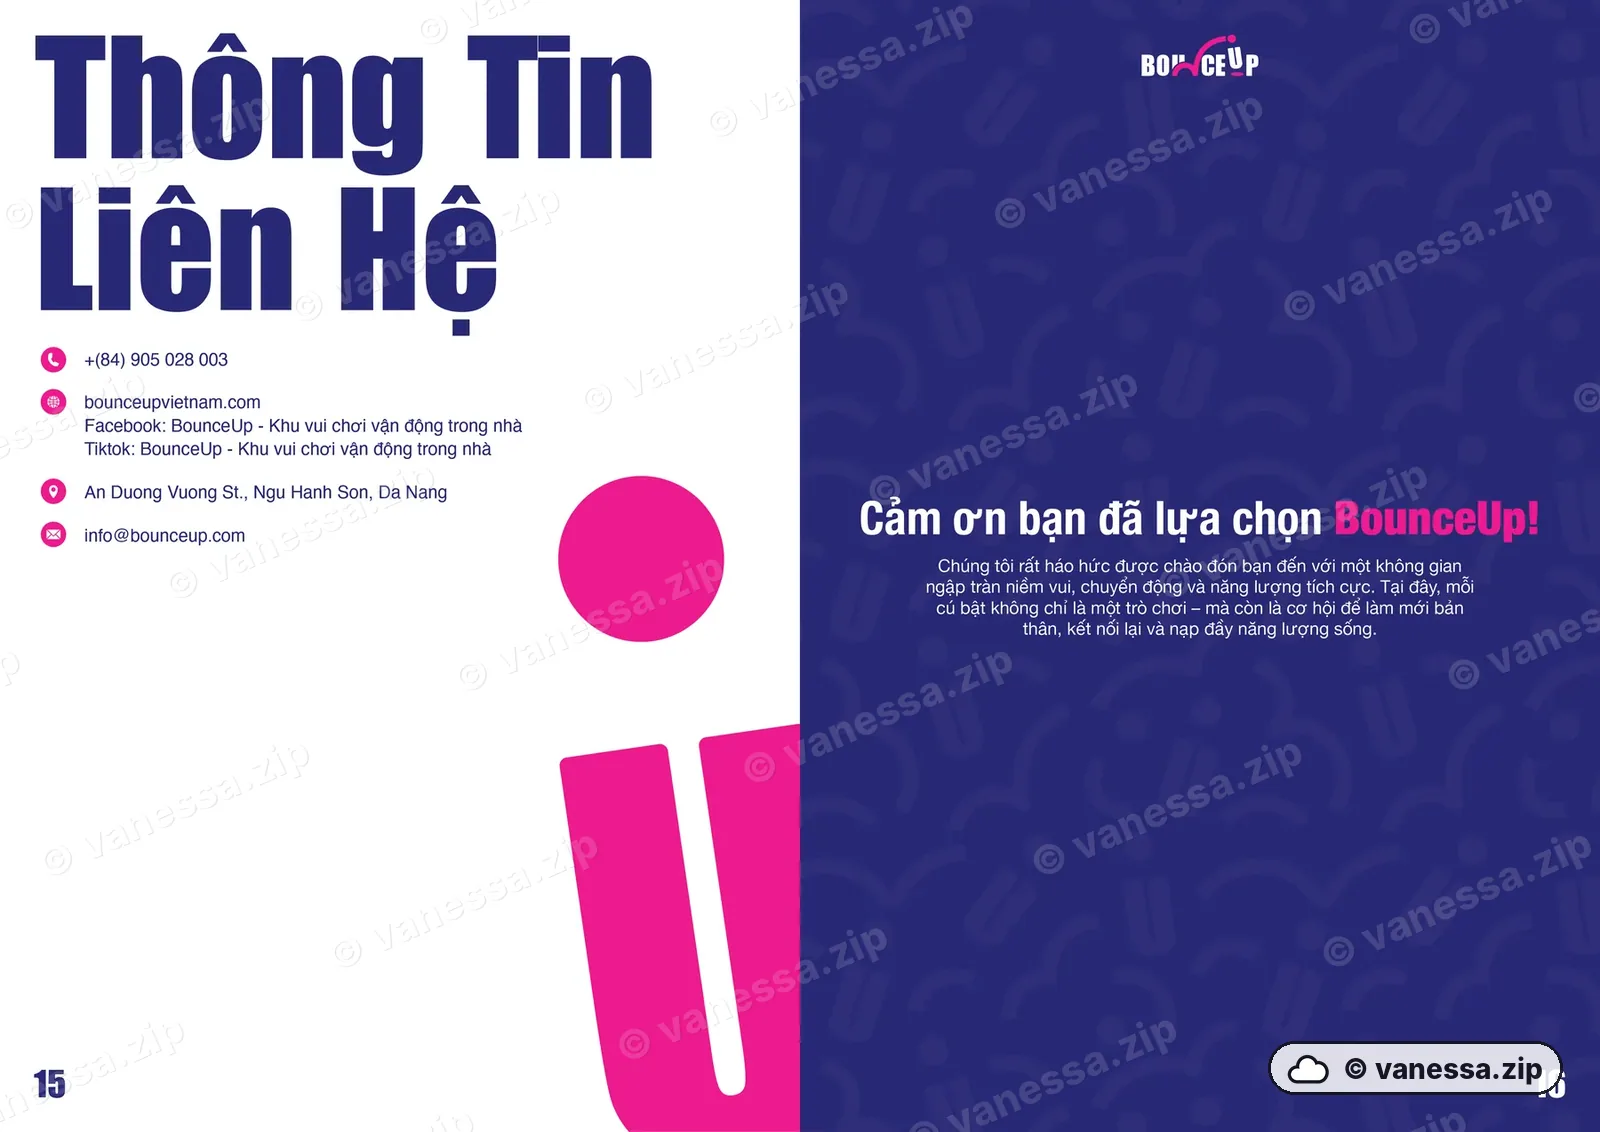 Thông Tin
Liên Hệ
+(84) 905 028 003
bounceupvietnam.com
Facebook: BounceUp - Khu vui chơi vận động trong nhà
Tiktok: BounceUp - Khu vui chơi vận động trong nhà
An Duong Vuong St., Ngu Hanh Son, Da Nang
info@bounceup.com
15
BOUNCEUP
Cảm ơn bạn đã lựa chọn BounceUp!
Chúng tôi rất háo hức được chào đón bạn đến với một không gian
ngập tràn niềm vui, chuyển động và năng lượng tích cực. Tại đây, mỗi
cú bật không chỉ là một trò chơi – mà còn là cơ hội để làm mới bản
thân, kết nối lại và nạp đầy năng lượng sống.
16
© vanessa.zip